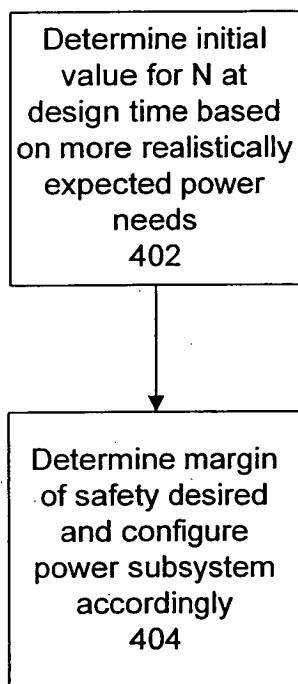 Determine initial
value for N at
design time based
on more realistically
expected power
needs
402
Determine margin
of safety desired
and configure
power subsystem
accordingly
404